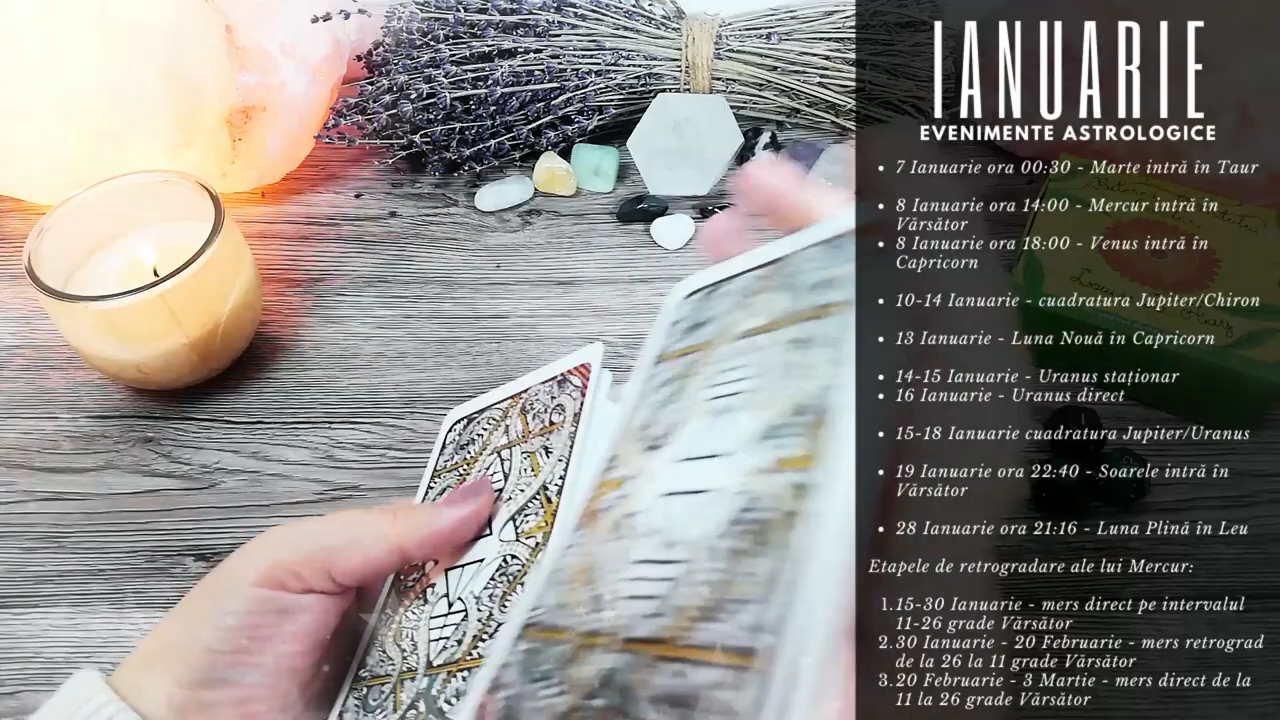 IANUARIE
EVENIMENTE ASTROLOGICE
• 7 Ianuarie ora 00:30 - Marte intră în Taur
• 8 Ianuarie ora 14:00 - Mercur intră în
Vărsător
• 8 Ianuarie ora 18:00 - Venus intră în
Capricorn
• 10-14 Ianuarie - cuadratura Jupiter/Chiron
• 13 Ianuarie - Luna Nouă în Capricorn
• 14-15 Ianuarie - Uranus staționar
• 16 Ianuarie - Uranus direct
• 15-18 Ianuarie cuadratura Jupiter/Uranus
• 19 Ianuarie ora 22:40 - Soarele intră în
Vărsător
• 28 Ianuarie ora 21:16 - Luna Plină în Leu
Etapele de retrogradare ale lui Mercur:
1. 15-30 Ianuarie - mers direct pe intervalul
11-26 grade Vărsător
2. 30 Ianuarie - 20 Februarie - mers retrograd
de la 26 la 11 grade Vărsător
3. 20 Februarie - 3 Martie - mers direct de la
11 la 26 grade Vărsător